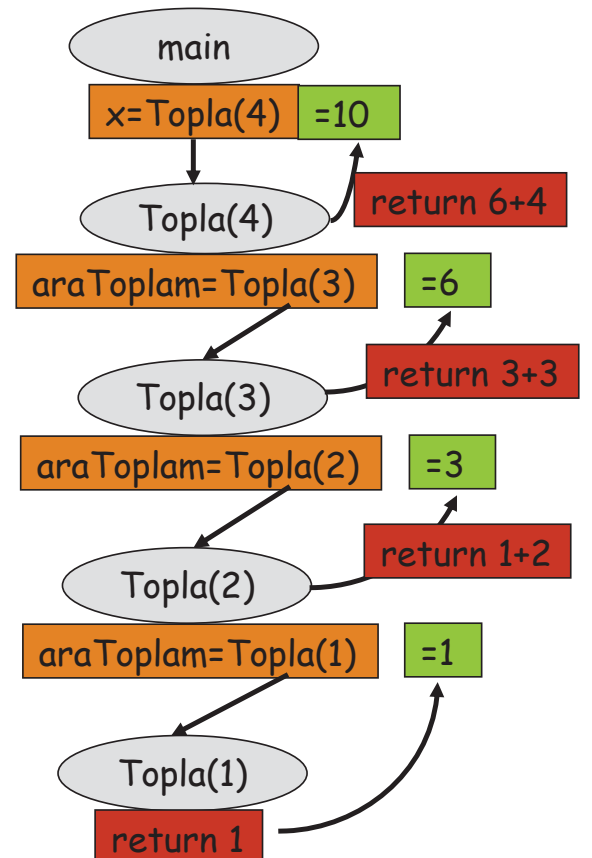 main
x=Topla(4) =10
Topla(4)
return 6+4
araToplam=Topla(3) =6
Topla(3)
return 3+3
araToplam=Topla(2) =3
Topla(2)
return 1+2
araToplam=Topla(1) =1
Topla(1)
return 1